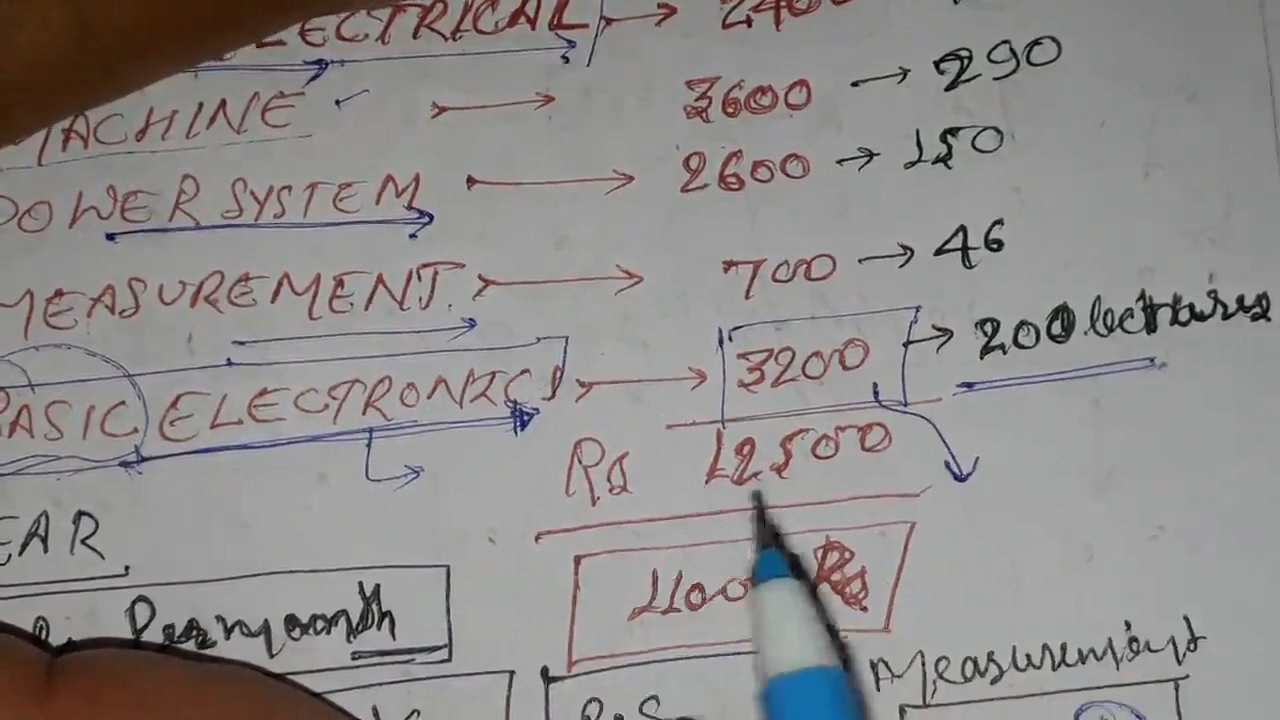 ELECTRICAL → 2400
MACHINE ✓ → 3600 → 290
POWER SYSTEM → 2600 → 150
MEASUREMENT. → 700 → 46
BASIC ELECTRONICS → 3200 → 200 lectures
Rs 12500
EAR
1100 Rs
Per month
Measurement
P.S